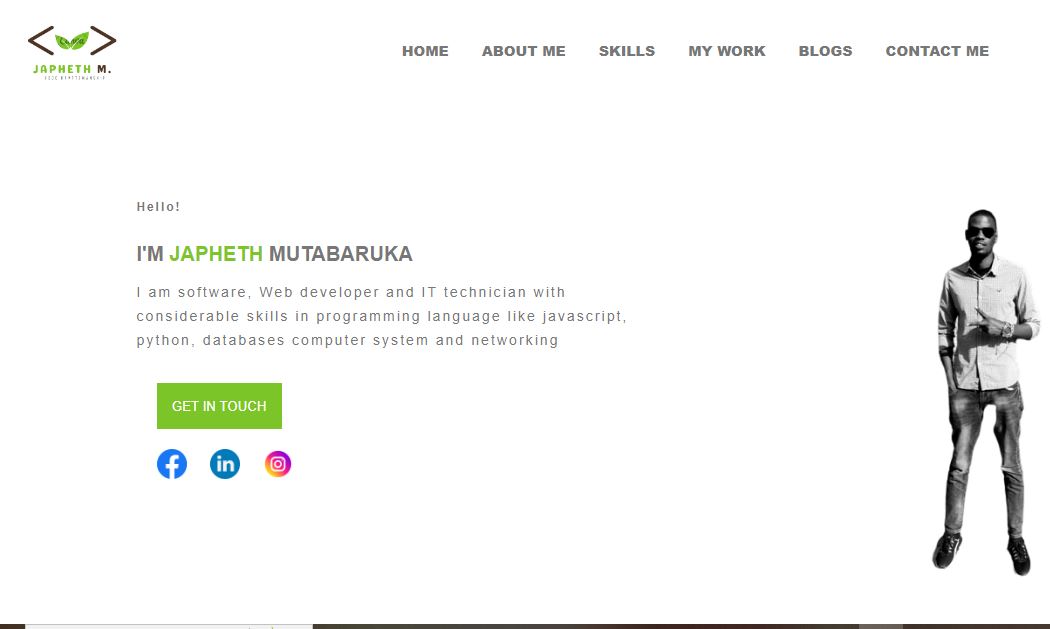 JAPHETH M.
HOME ABOUT ME SKILLS MY WORK BLOGS CONTACT ME
Hello!
I'M JAPHETH MUTABARUKA
I am software, Web developer and IT technician with
considerable skills in programming language like javascript,
python, databases computer system and networking
GET IN TOUCH
in